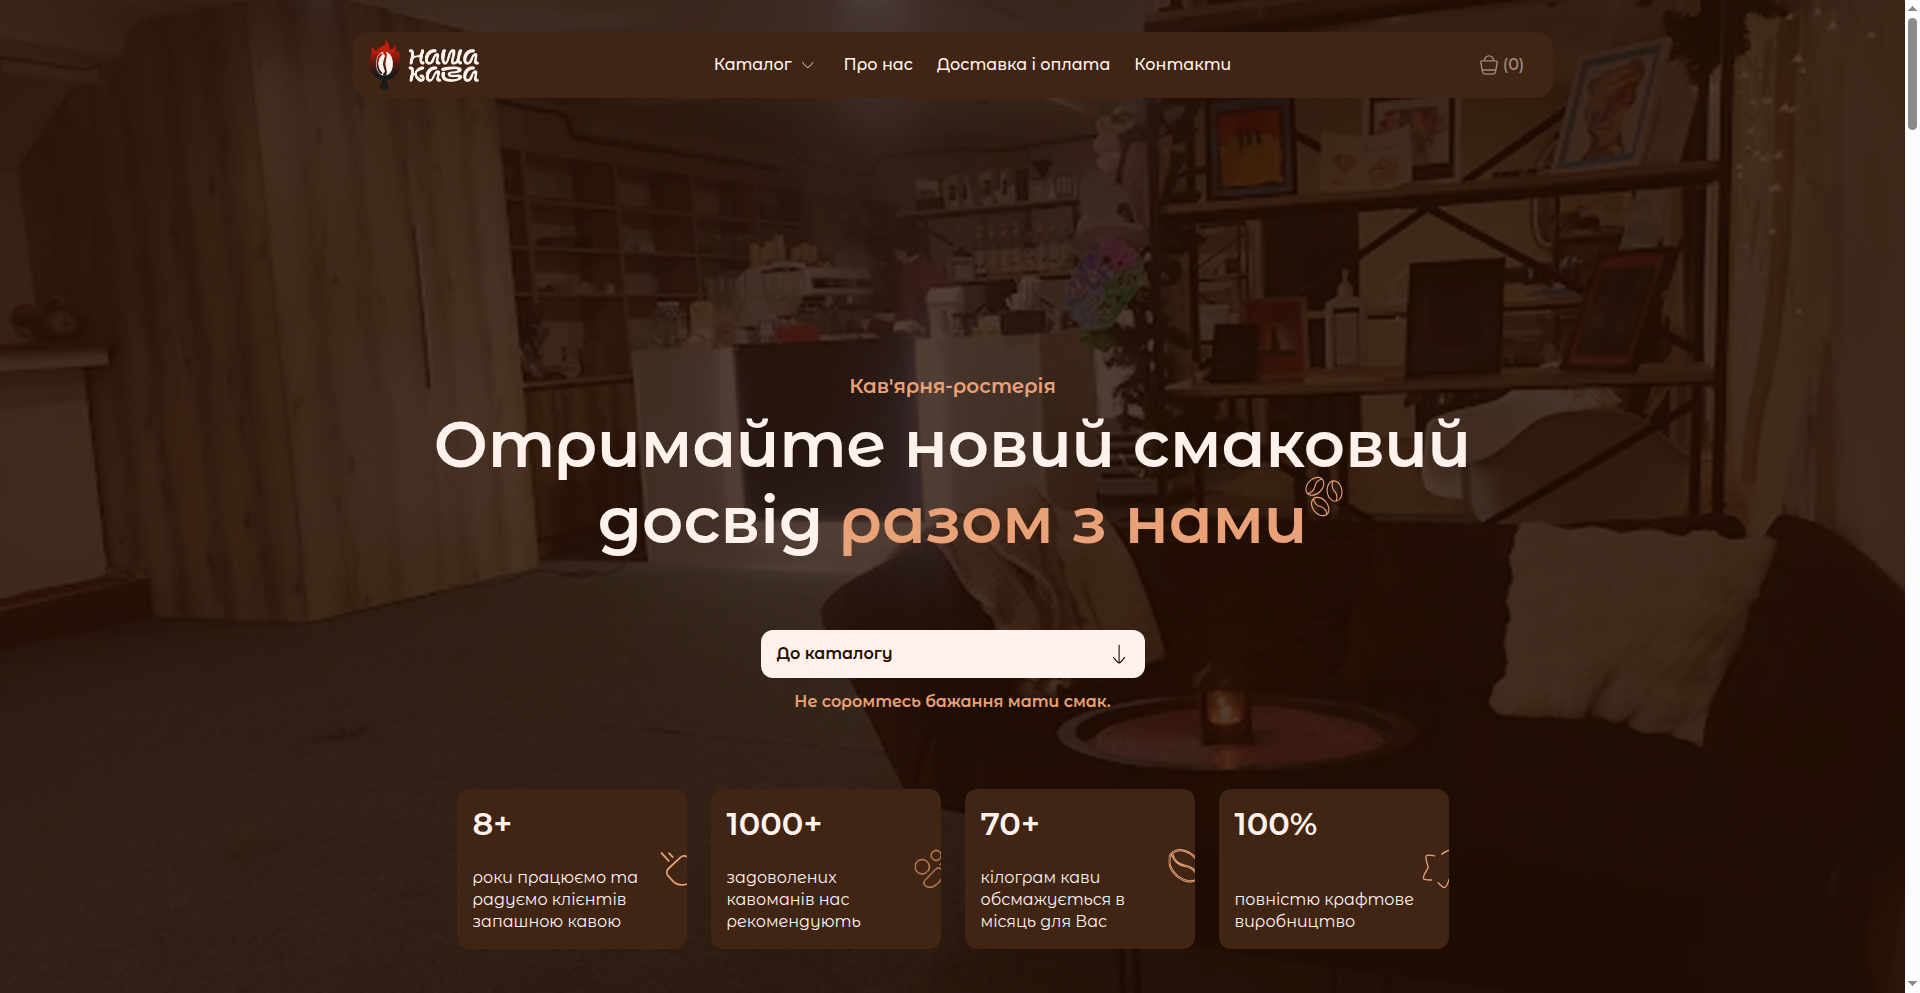 наша
кава
Каталог
Про нас
Доставка і оплата
Контакти
(0)
Кав'ярня-ростерія
Отримайте новий смаковий
досвід разом з нами
До каталогу
Не соромтесь бажання мати смак.
8+
роки працюємо та
радуємо клієнтів
запашною кавою
1000+
задоволених
кавоманів нас
рекомендують
70+
кілограм кави
обсмажується в
місяць для Вас
100%
повністю крафтове
виробництво